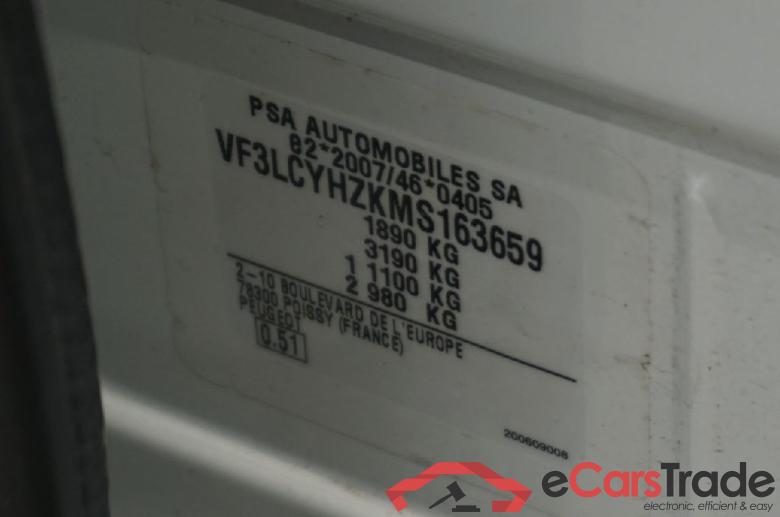 PSA AUTOMOBILES SA
e2*2007/46*0405
VF3LCYHZKMS163659
1890 KG
3190 KG
1 1100 KG
2 980 KG
2-10 BOULEVARD DE L'EUROPE
78300 POISSY (FRANCE)
PEUGEOT
0.51
200609008
eCarsTrade
electronic, efficient & easy